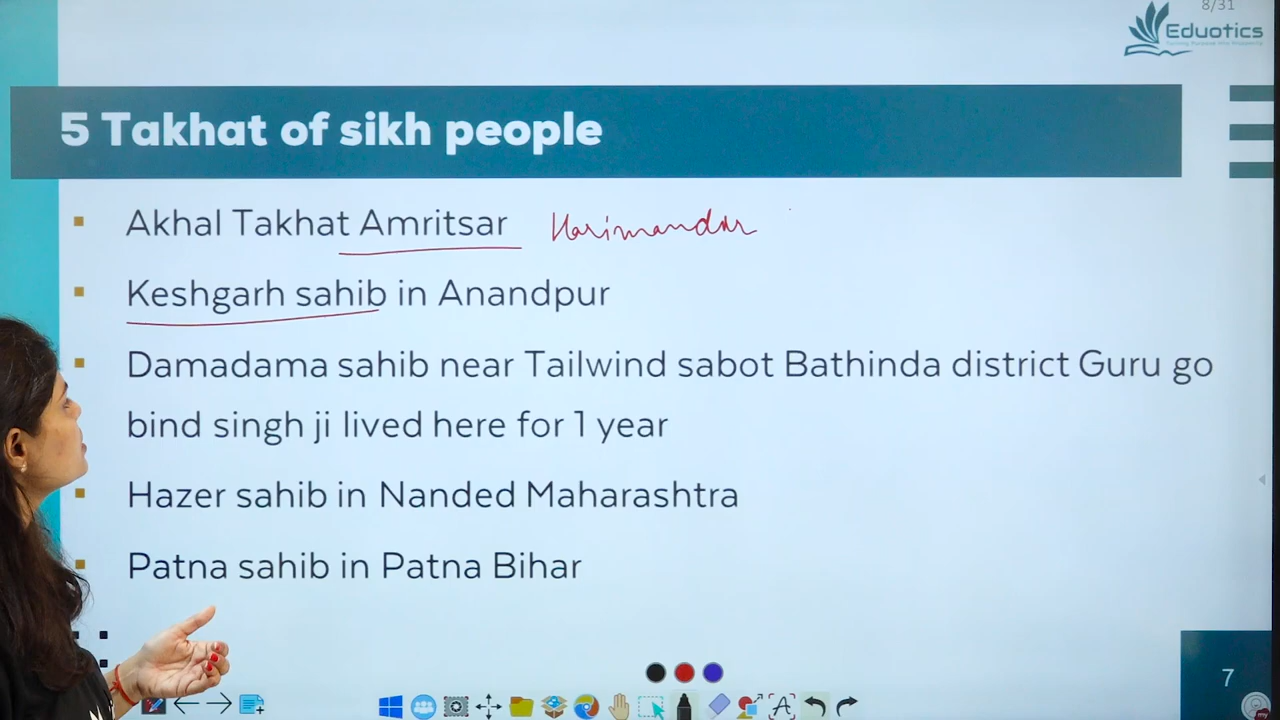 8/31
Eduotics
5 Takhat of sikh people
Akhal Takhat Amritsar Harimandar
Keshgarh sahib in Anandpur
Damadama sahib near Tailwind sabot Bathinda district Guru go
bind singh ji lived here for 1 year
Hazer sahib in Nanded Maharashtra
Patna sahib in Patna Bihar
7